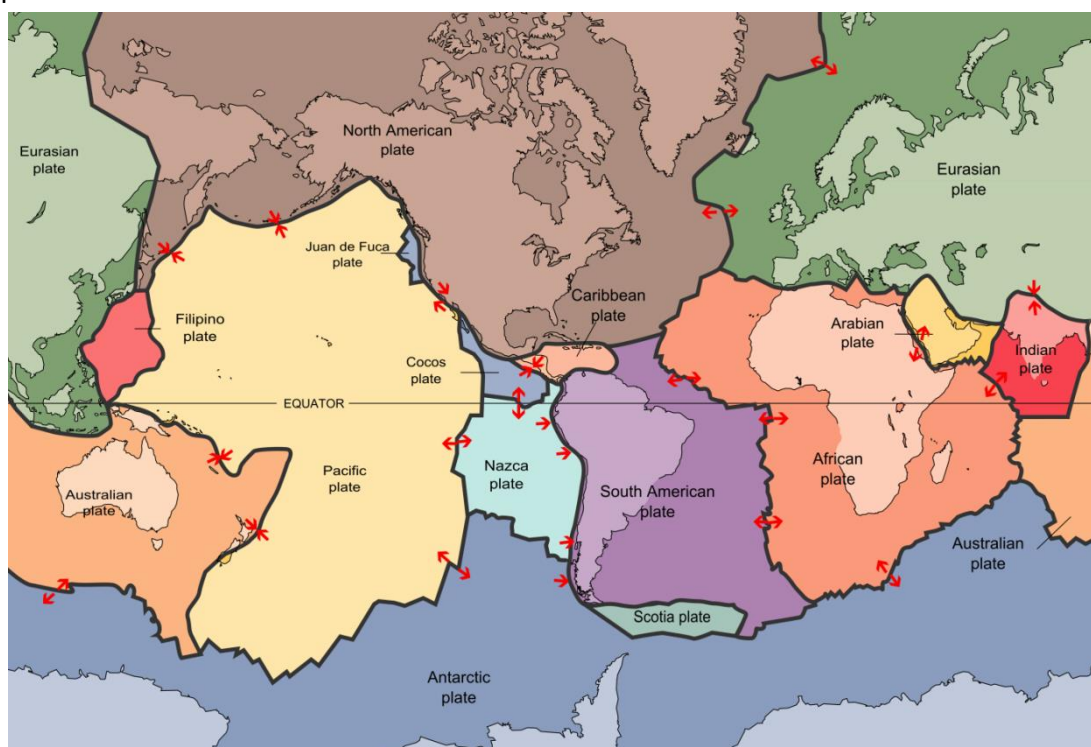 North American
plate
Eurasian
plate
Eurasian
plate
Juan de Fuca
plate
Caribbean
plate
Filipino
plate
Arabian
plate
Indian
plate
Cocos
plate
EQUATOR
Pacific
plate
Nazca
plate
African
plate
South American
plate
Australian
plate
Australian
plate
Scotia plate
Antarctic
plate